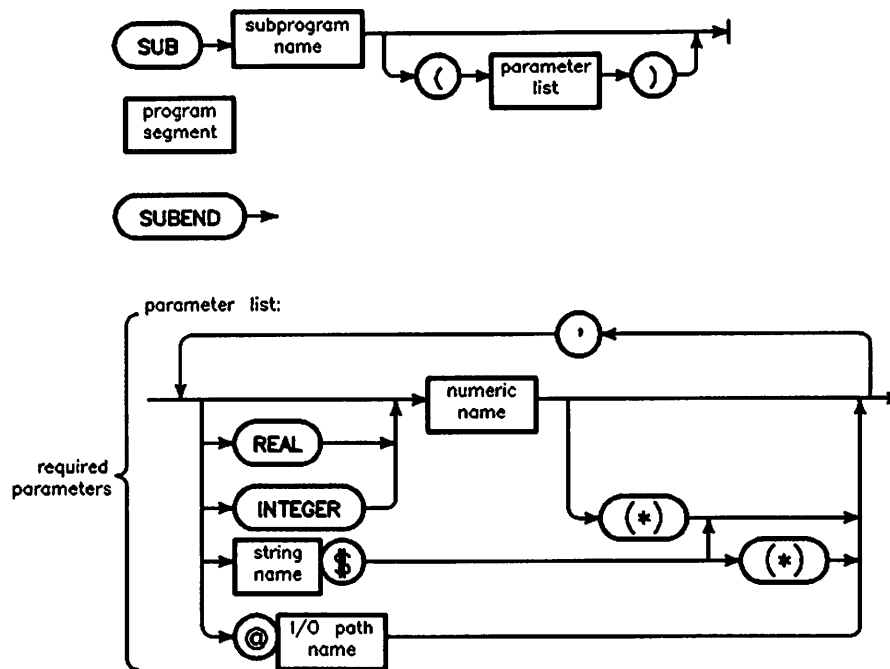 SUB
subprogram
name
(
parameter
list
)
program
segment
SUBEND
parameter list:
,
numeric
name
REAL
required
parameters
INTEGER
(*)
string
name
$
(*)
@
I/O path
name